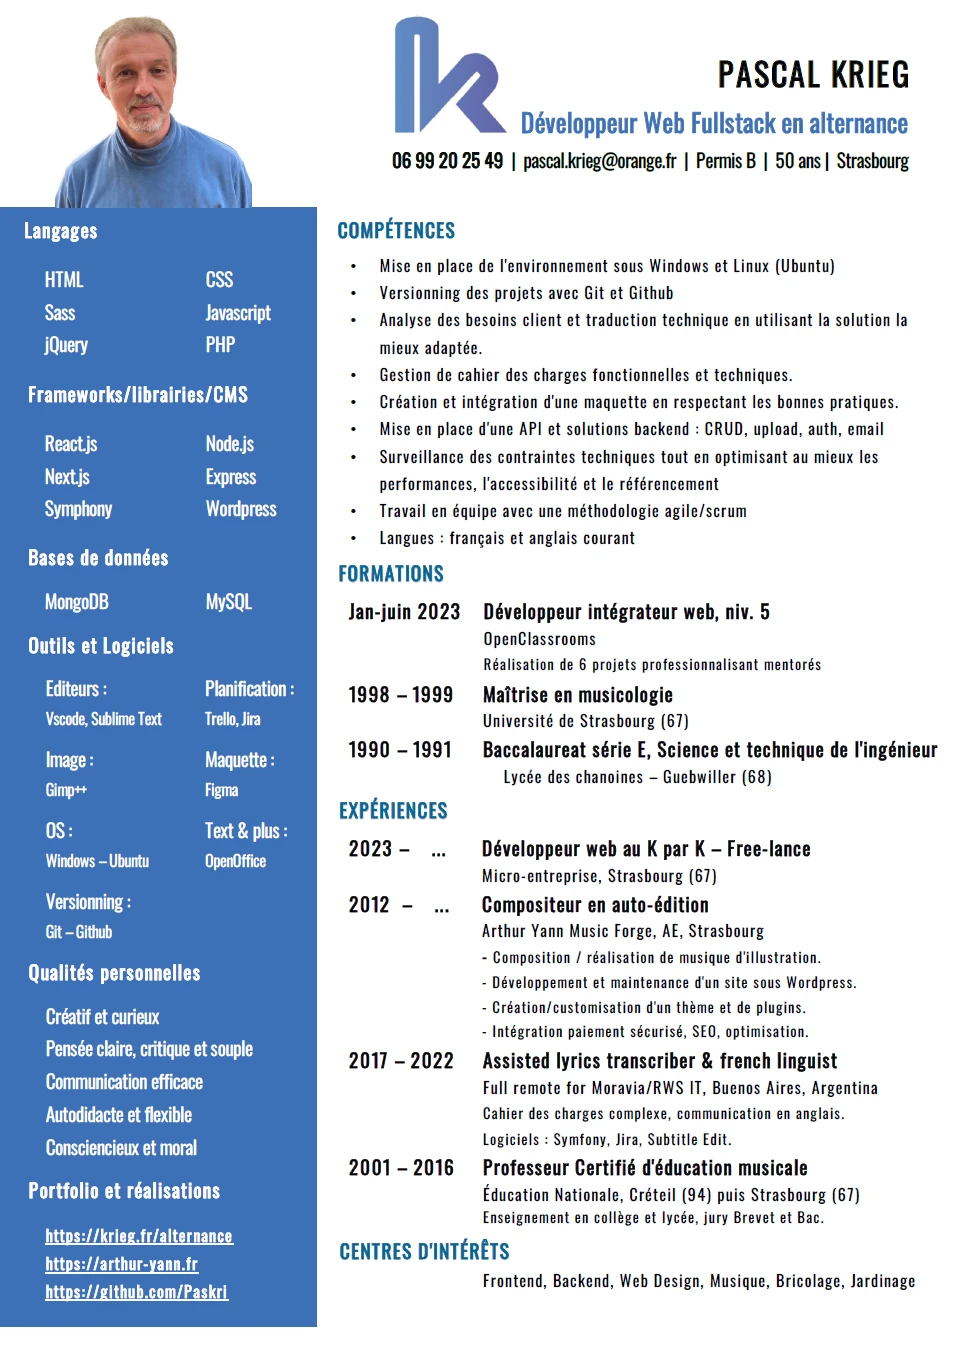 PASCAL KRIEG
Développeur Web Fullstack en alternance
06 99 20 25 49 | pascal.krieg@orange.fr | Permis B | 50 ans | Strasbourg
Langages
HTML CSS
Sass Javascript
jQuery PHP
Frameworks/librairies/CMS
React.js Node.js
Next.js Express
Symphony Wordpress
Bases de données
MongoDB MySQL
Outils et Logiciels
Editeurs : Planification :
Vscode, Sublime Text Trello, Jira
Image : Maquette :
Gimp++ Figma
OS : Text & plus :
Windows – Ubuntu OpenOffice
Versionning :
Git – Github
Qualités personnelles
Créatif et curieux
Pensée claire, critique et souple
Communication efficace
Autodidacte et flexible
Consciencieux et moral
Portfolio et réalisations
https://krieg.fr/alternance
https://arthur-yann.fr
https://github.com/Paskri
COMPÉTENCES
• Mise en place de l'environnement sous Windows et Linux (Ubuntu)
• Versionning des projets avec Git et Github
• Analyse des besoins client et traduction technique en utilisant la solution la
mieux adaptée.
• Gestion de cahier des charges fonctionnelles et techniques.
• Création et intégration d'une maquette en respectant les bonnes pratiques.
• Mise en place d'une API et solutions backend : CRUD, upload, auth, email
• Surveillance des contraintes techniques tout en optimisant au mieux les
performances, l'accessibilité et le référencement
• Travail en équipe avec une méthodologie agile/scrum
• Langues : français et anglais courant
FORMATIONS
Jan-juin 2023 Développeur intégrateur web, niv. 5
OpenClassrooms
Réalisation de 6 projets professionnalisant mentorés
1998 – 1999 Maîtrise en musicologie
Université de Strasbourg (67)
1990 – 1991 Baccalaureat série E, Science et technique de l'ingénieur
Lycée des chanoines – Guebwiller (68)
EXPÉRIENCES
2023 – ... Développeur web au K par K – Free-lance
Micro-entreprise, Strasbourg (67)
2012 – ... Compositeur en auto-édition
Arthur Yann Music Forge, AE, Strasbourg
- Composition / réalisation de musique d'illustration.
- Développement et maintenance d'un site sous Wordpress.
- Création/customisation d'un thème et de plugins.
- Intégration paiement sécurisé, SEO, optimisation.
2017 – 2022 Assisted lyrics transcriber & french linguist
Full remote for Moravia/RWS IT, Buenos Aires, Argentina
Cahier des charges complexe, communication en anglais.
Logiciels : Symfony, Jira, Subtitle Edit.
2001 – 2016 Professeur Certifié d'éducation musicale
Éducation Nationale, Créteil (94) puis Strasbourg (67)
Enseignement en collège et lycée, jury Brevet et Bac.
CENTRES D'INTÉRÊTS
Frontend, Backend, Web Design, Musique, Bricolage, Jardinage